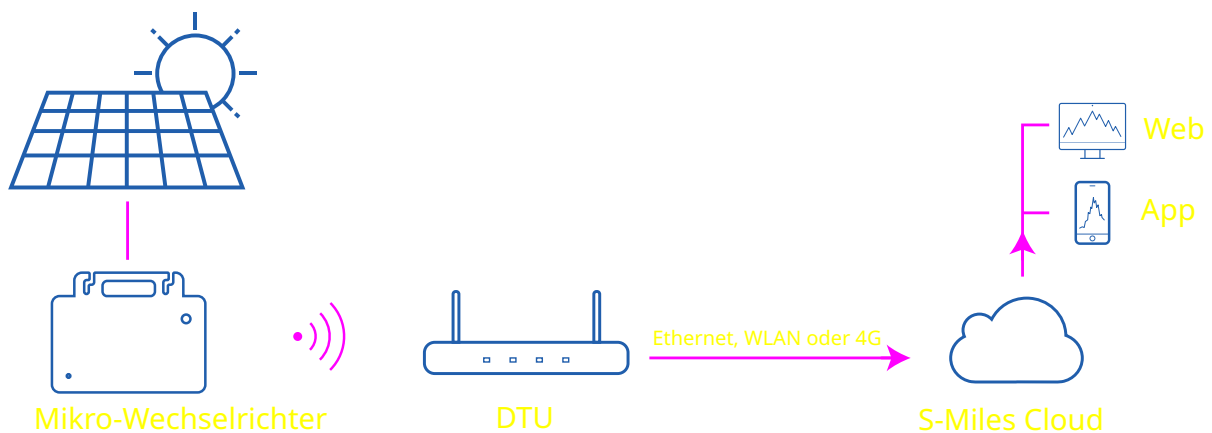 Web
App
Ethernet, WLAN oder 4G
Mikro-Wechselrichter
DTU
S-Miles Cloud